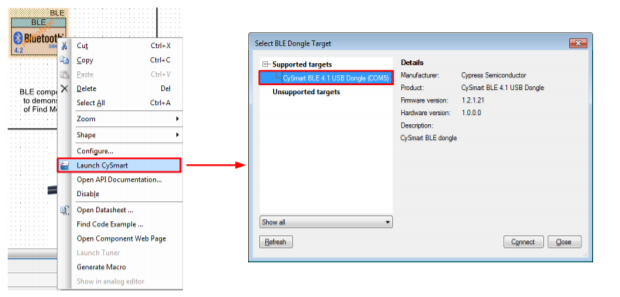 BLE
BLE
Bluetooth
4.2
BLE comp
to demon
of Find M
Cut Ctrl+X
Copy Ctrl+C
Paste Ctrl+V
Delete Del
Select All Ctrl+A
Zoom
Shape
Configure...
Launch CySmart
Open API Documentation...
Disable
Open Datasheet ...
Find Code Example ...
Open Component Web Page
Launch Tuner
Generate Macro
Show in analog editor
Select BLE Dongle Target
Supported targets
CySmart BLE 4.1 USB Dongle (COM5)
Unsupported targets
Show all
Refresh
Details
Manufacturer: Cypress Semiconductor
Product: CySmart BLE 4.1 USB Dongle
Firmware version: 1.2.1.21
Hardware version: 1.0.0.0
Description:
CySmart BLE dongle
Connect Close